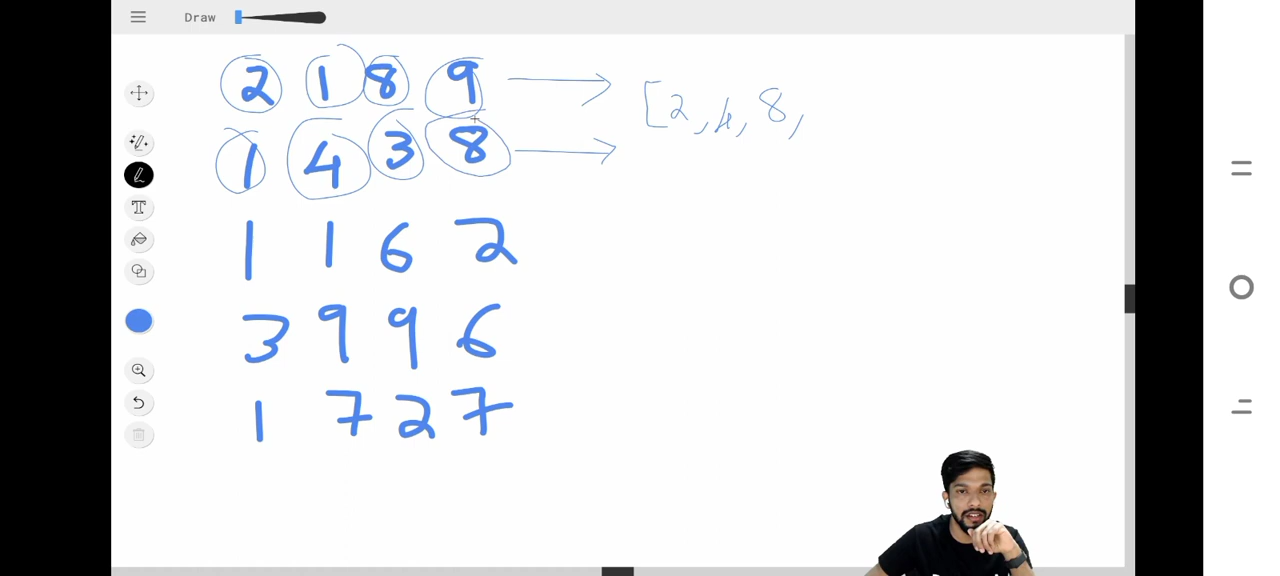 Draw
2 1 8 9
[2, 4, 8,
1 4 3 8
1 1 6 2
3 9 9 6
1 7 2 7